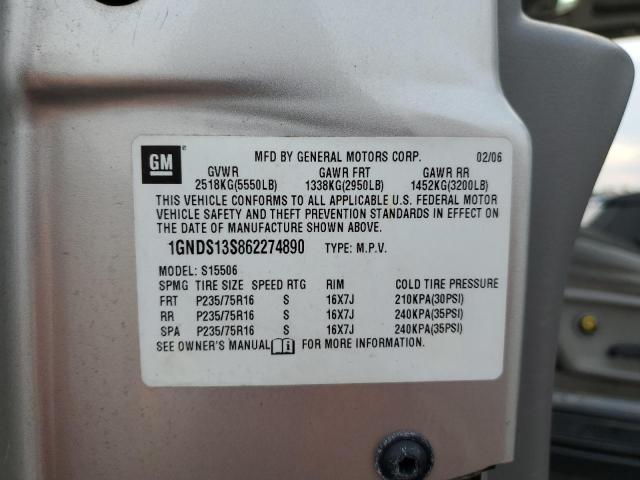 GM MFD BY GENERAL MOTORS CORP. 02/06
GVWR GAWR FRT GAWR RR
2518KG(5550LB) 1338KG(2950LB) 1452KG(3200LB)
THIS VEHICLE CONFORMS TO ALL APPLICABLE U.S. FEDERAL MOTOR
VEHICLE SAFETY AND THEFT PREVENTION STANDARDS IN EFFECT ON
THE DATE OF MANUFACTURE SHOWN ABOVE.
1GNDS13S862274890 TYPE: M.P.V.
MODEL: S15506
SPMG TIRE SIZE SPEED RTG RIM COLD TIRE PRESSURE
FRT P235/75R16 S 16X7J 210KPA(30PSI)
RR P235/75R16 S 16X7J 240KPA(35PSI)
SPA P235/75R16 S 16X7J 240KPA(35PSI)
SEE OWNER'S MANUAL i FOR MORE INFORMATION.